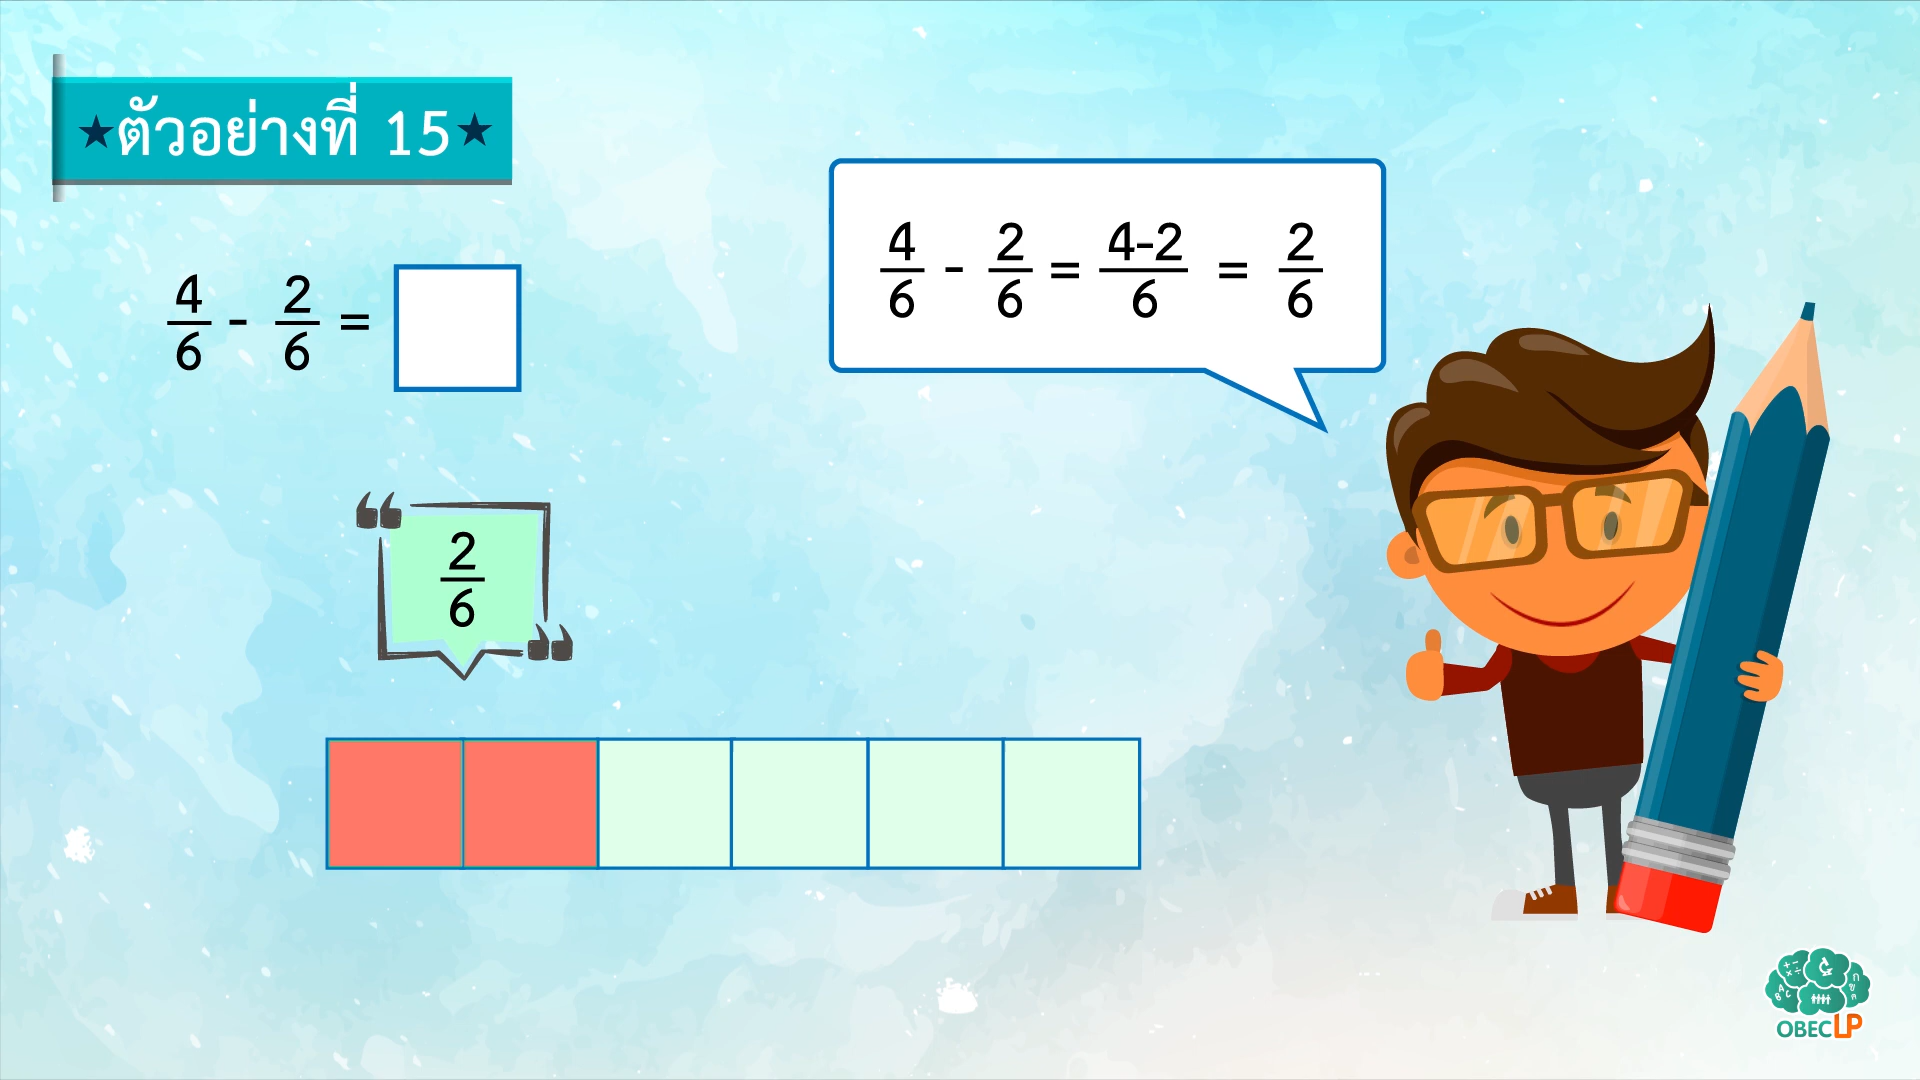 ★ตัวอย่างที่ 15★
4/6 - 2/6 =
4/6 - 2/6 = 4-2/6 = 2/6
“ 2/6 ”
OBECLP